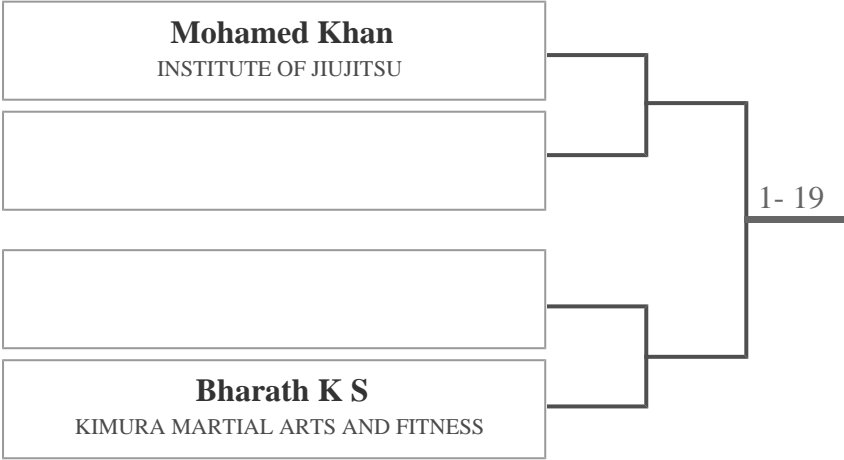 Mohamed Khan
INSTITUTE OF JIUJITSU
1- 19
Bharath K S
KIMURA MARTIAL ARTS AND FITNESS